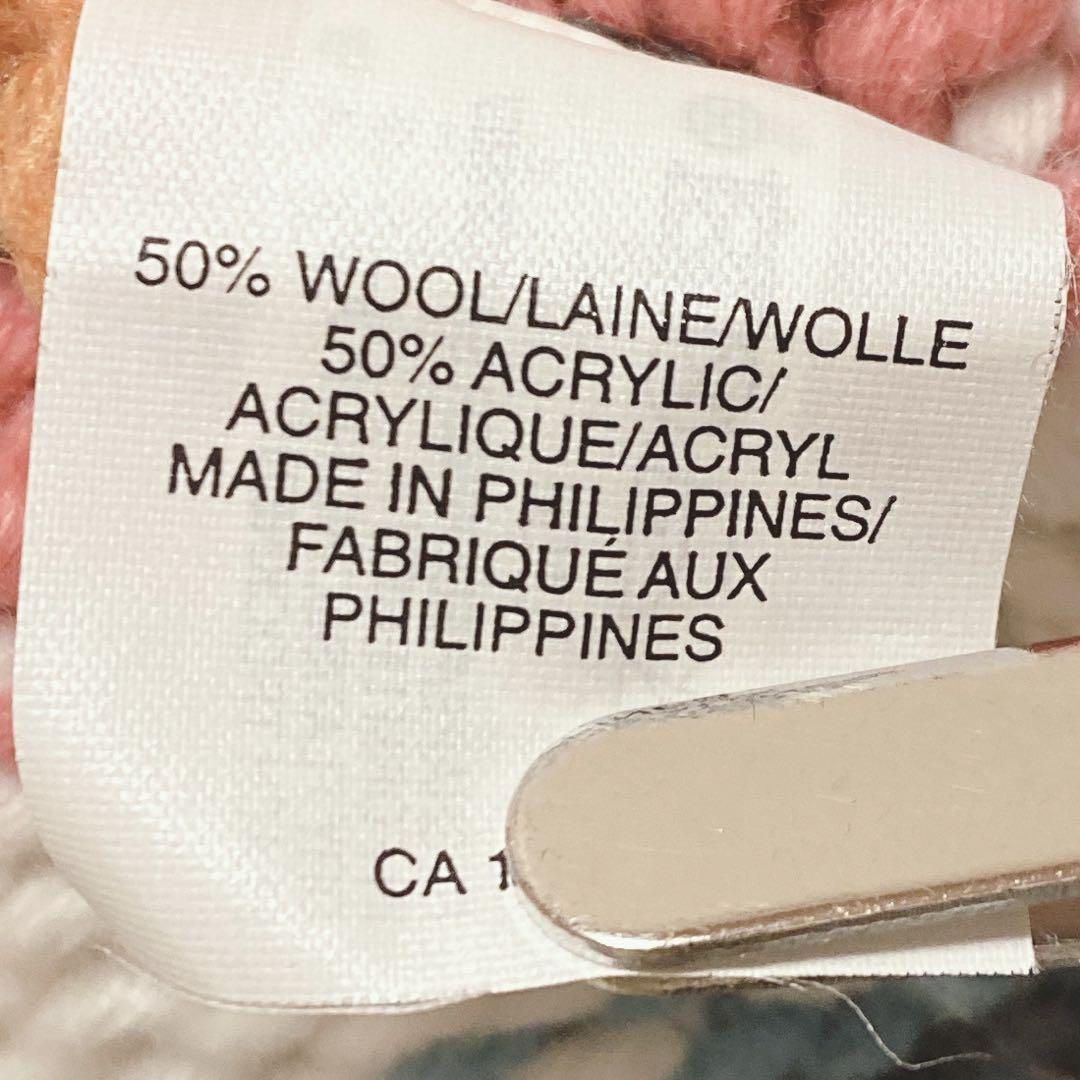 50% WOOL/LAINE/WOLLE
50% ACRYLIC/
ACRYLIQUE/ACRYL
MADE IN PHILIPPINES/
FABRIQUÉ AUX
PHILIPPINES
CA